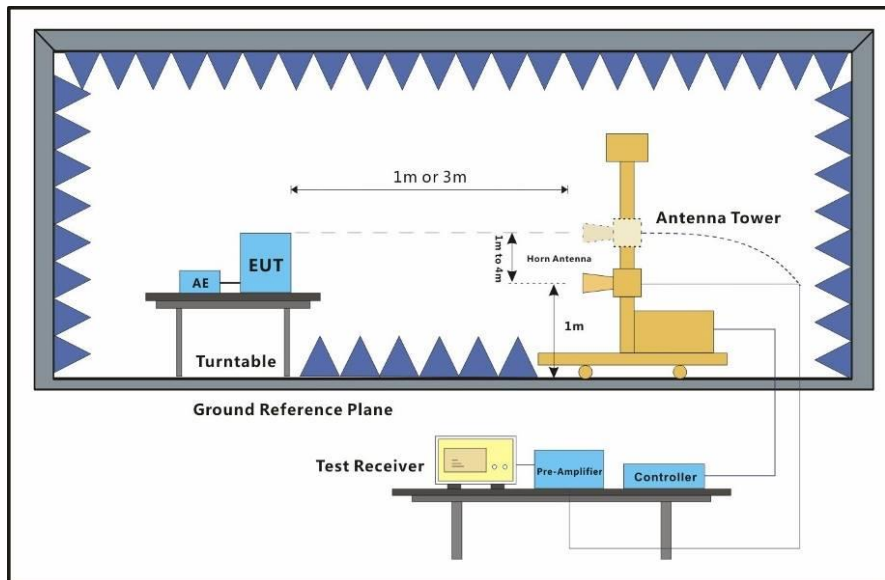 1m or 3m
Antenna Tower
1m to 4m
Horn Antenna
EUT
AE
1m
Turntable
Ground Reference Plane
Test Receiver
Pre-Amplifier
Controller